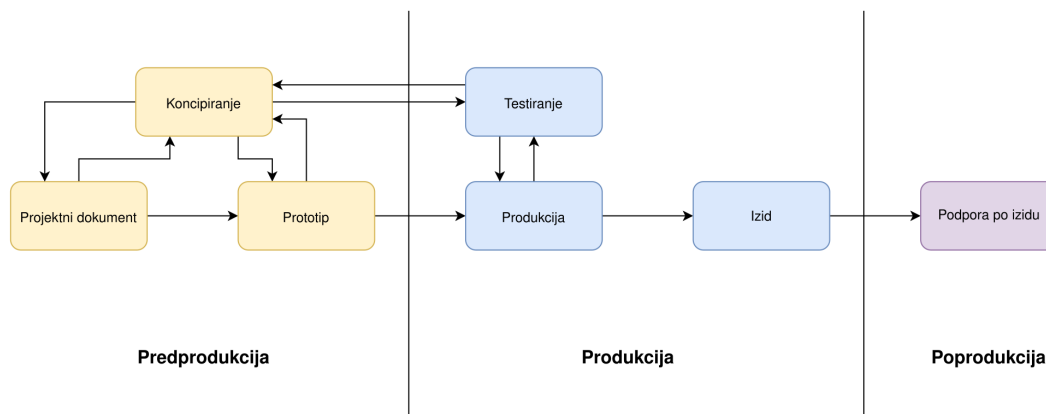 Koncipiranje
Testiranje
Projektni dokument
Prototip
Produkcija
Izid
Podpora po izidu
Predprodukcija
Produkcija
Poprodukcija